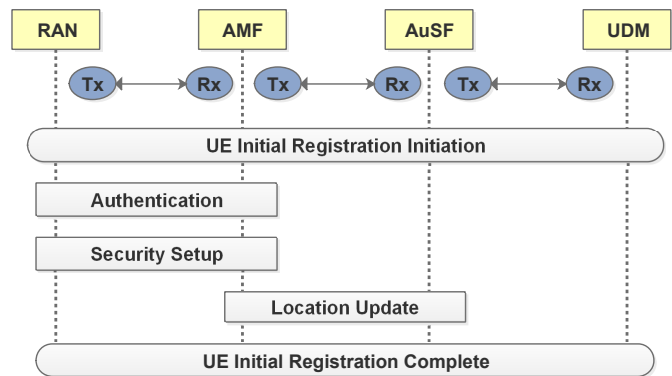 RAN AMF AuSF UDM
Tx Rx Tx Rx Tx Rx
UE Initial Registration Initiation
Authentication
Security Setup
Location Update
UE Initial Registration Complete